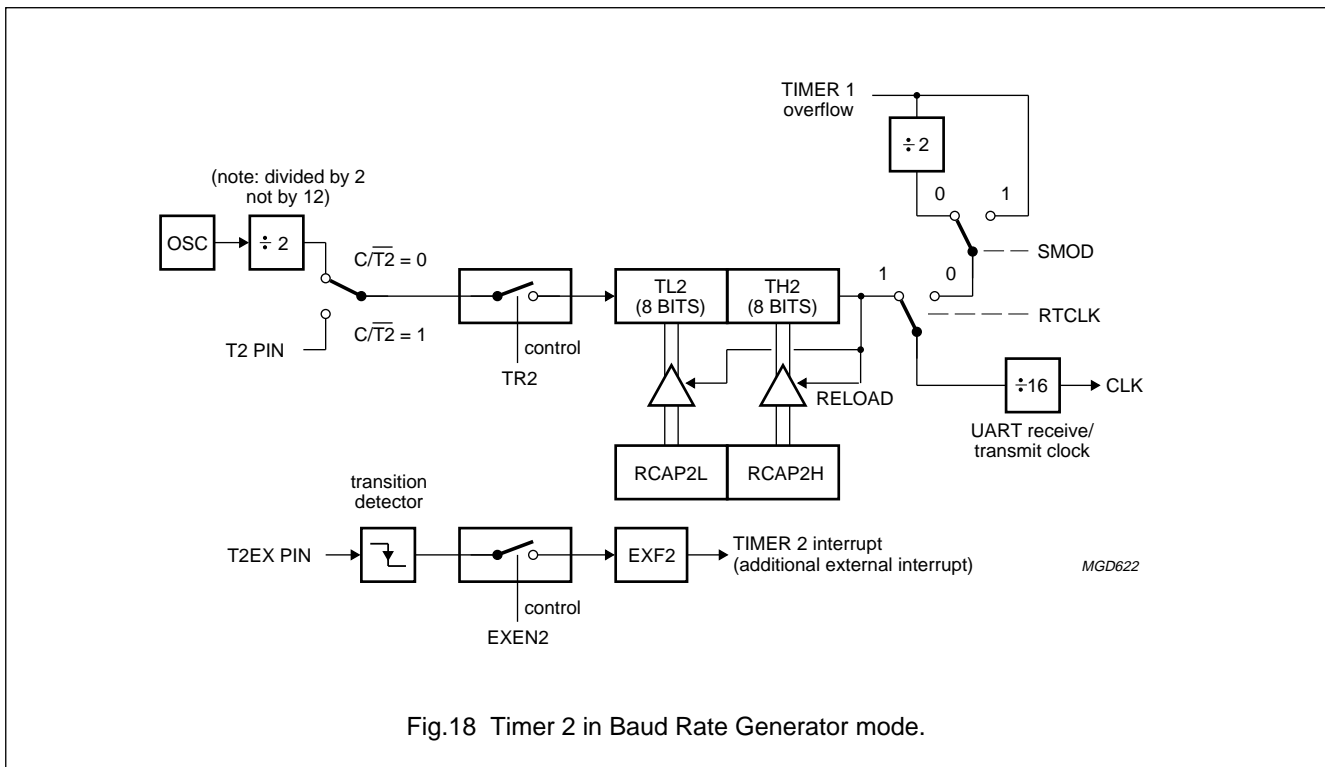 TIMER 1
overflow
÷ 2
(note: divided by 2
not by 12)
0
1
OSC
÷ 2
C/T2̅ = 0
SMOD
TL2
(8 BITS)
TH2
(8 BITS)
1
0
RTCLK
C/T2̅ = 1
T2 PIN
control
TR2
RELOAD
÷16
CLK
UART receive/
transmit clock
RCAP2L
RCAP2H
transition
detector
T2EX PIN
EXF2
TIMER 2 interrupt
(additional external interrupt)
MGD622
control
EXEN2
Fig.18 Timer 2 in Baud Rate Generator mode.